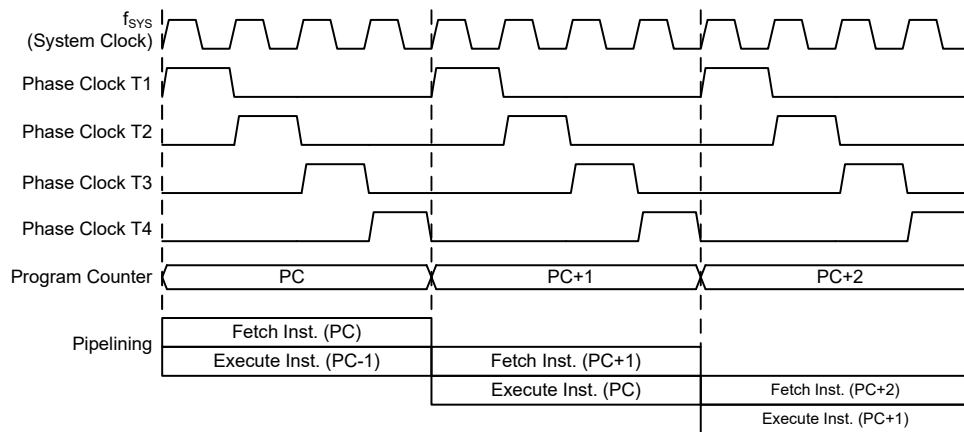 fSYS
(System Clock)
Phase Clock T1
Phase Clock T2
Phase Clock T3
Phase Clock T4
Program Counter PC PC+1 PC+2
Pipelining
Fetch Inst. (PC)
Execute Inst. (PC-1) Fetch Inst. (PC+1)
Execute Inst. (PC) Fetch Inst. (PC+2)
Execute Inst. (PC+1)